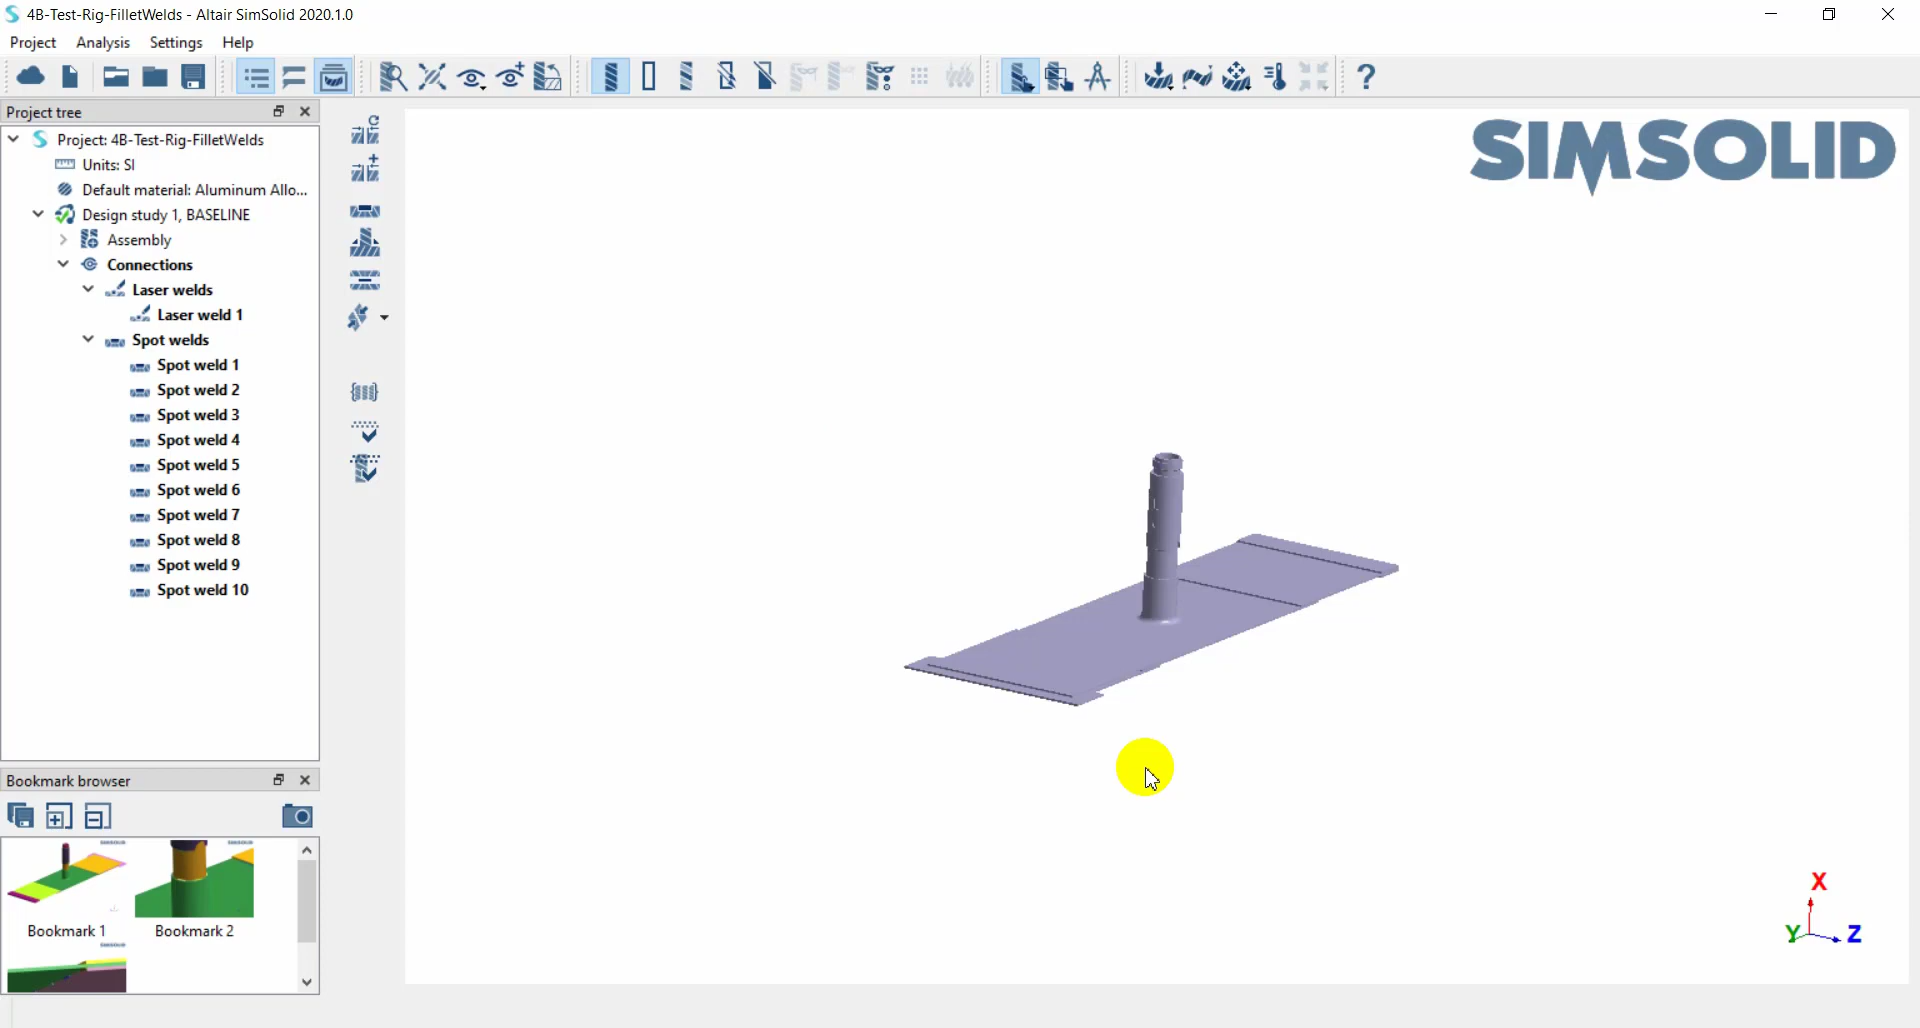 4B-Test-Rig-FilletWelds - Altair SimSolid 2020.1.0
Project Analysis Settings Help
Project tree
Project: 4B-Test-Rig-FilletWelds
Units: SI
Default material: Aluminum Allo...
Design study 1, BASELINE
Assembly
Connections
Laser welds
Laser weld 1
Spot welds
Spot weld 1
Spot weld 2
Spot weld 3
Spot weld 4
Spot weld 5
Spot weld 6
Spot weld 7
Spot weld 8
Spot weld 9
Spot weld 10
SIMSOLID
Bookmark browser
Bookmark 1
Bookmark 2
X
Y
Z